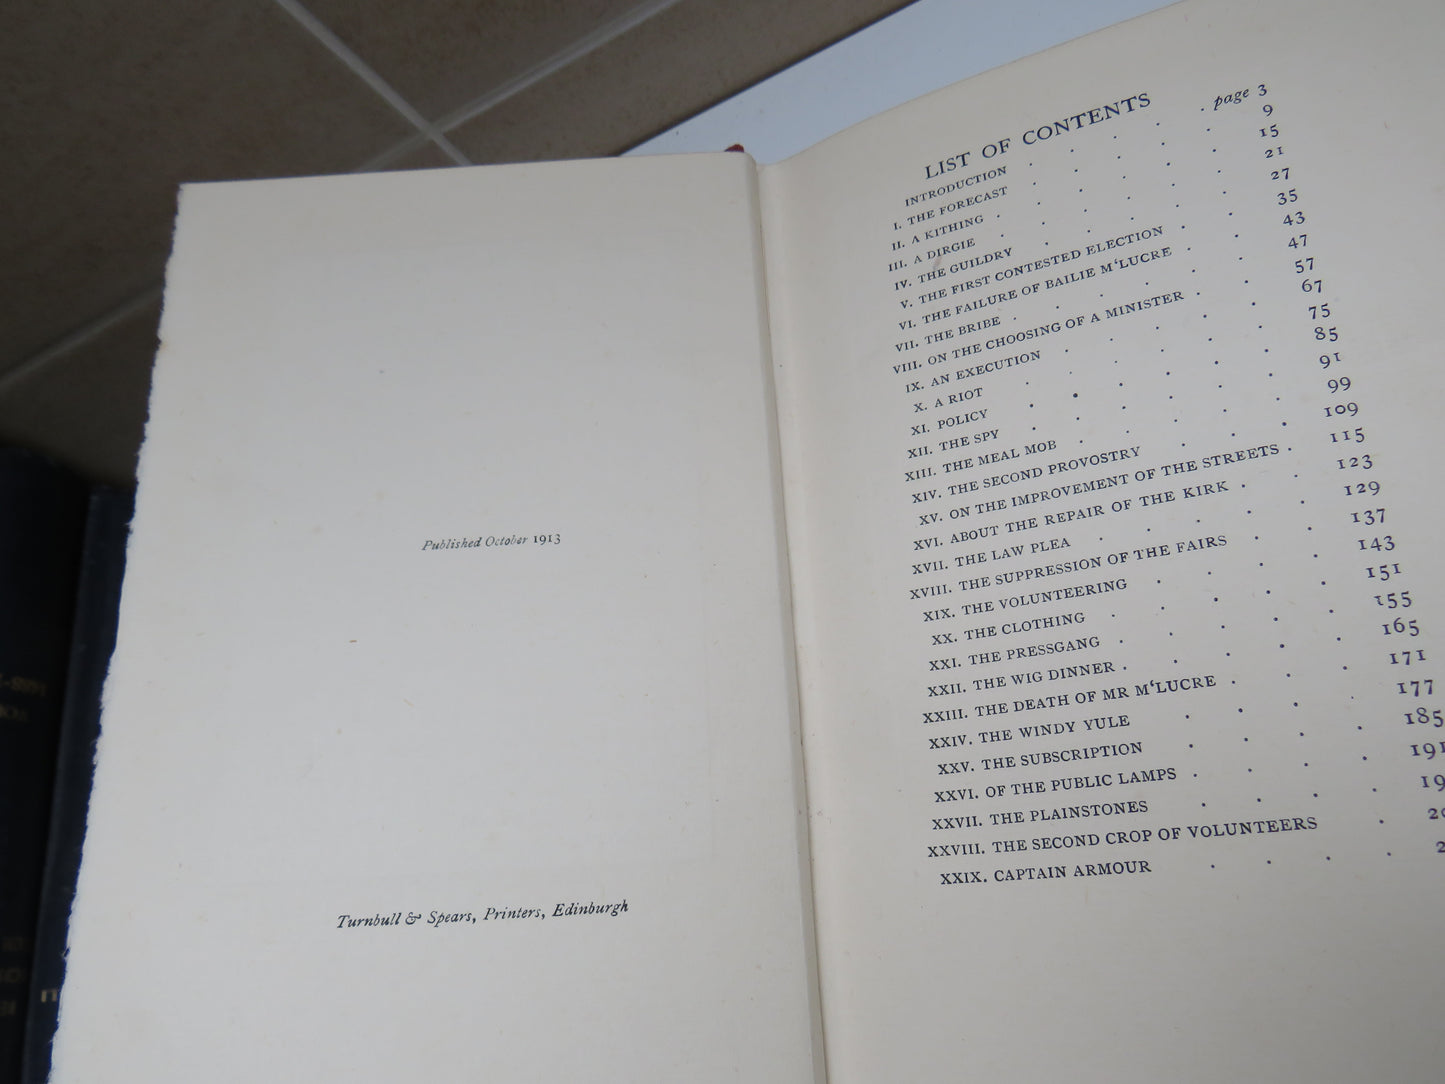 Published October 1913
Turnbull & Spears, Printers, Edinburgh
LIST OF CONTENTS
INTRODUCTION . . . . . page 3
I. THE FORECAST . . . . . 9
II. A KITHING . . . . . 15
III. A DIRGIE . . . . . 21
IV. THE GUILDRY . . . . . 27
V. THE FIRST CONTESTED ELECTION . . 35
VI. THE FAILURE OF BAILIE M‘LUCRE . . 43
VII. THE BRIBE . . . . . 47
VIII. ON THE CHOOSING OF A MINISTER . . 57
IX. AN EXECUTION . . . . 67
X. A RIOT . . . . . 75
XI. POLICY . . . . . 85
XII. THE SPY . . . . . 91
XIII. THE MEAL MOB . . . . . 99
XIV. THE SECOND PROVOSTRY . . . 109
XV. ON THE IMPROVEMENT OF THE STREETS . 115
XVI. ABOUT THE REPAIR OF THE KIRK . . 123
XVII. THE LAW PLEA . . . . . 129
XVIII. THE SUPPRESSION OF THE FAIRS . . 137
XIX. THE VOLUNTEERING . . . . 143
XX. THE CLOTHING . . . . . 151
XXI. THE PRESSGANG . . . . . 155
XXII. THE WIG DINNER . . . . . 165
XXIII. THE DEATH OF MR M‘LUCRE . . . 171
XXIV. THE WINDY YULE . . . . 177
XXV. THE SUBSCRIPTION . . . . 185
XXVI. OF THE PUBLIC LAMPS . . . . 191
XXVII. THE PLAINSTONES . . . .
XXVIII. THE SECOND CROP OF VOLUNTEERS .
XXIX. CAPTAIN ARMOUR . . . .